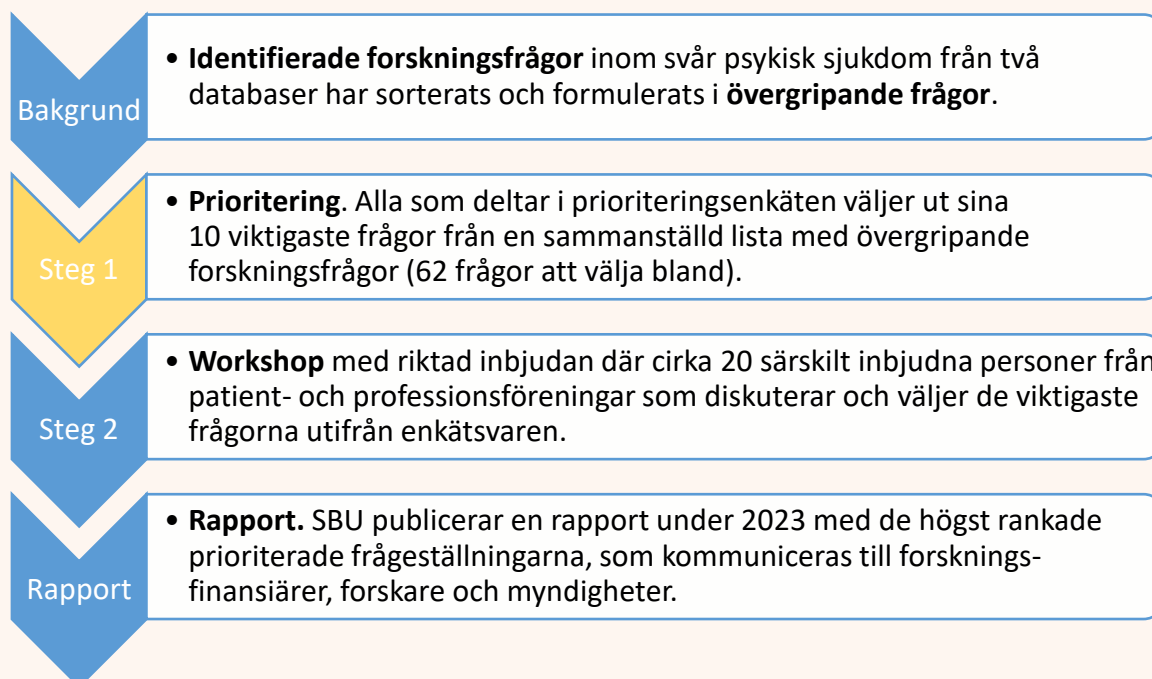 Bakgrund
• Identifierade forskningsfrågor inom svår psykisk sjukdom från två
databaser har sorterats och formulerats i övergripande frågor.
Steg 1
• Prioritering. Alla som deltar i prioriteringsenkäten väljer ut sina
10 viktigaste frågor från en sammanställd lista med övergripande
forskningsfrågor (62 frågor att välja bland).
Steg 2
• Workshop med riktad inbjudan där cirka 20 särskilt inbjudna personer från
patient- och professionsföreningar som diskuterar och väljer de viktigaste
frågorna utifrån enkätsvaren.
Rapport
• Rapport. SBU publicerar en rapport under 2023 med de högst rankade
prioriterade frågeställningarna, som kommuniceras till forsknings-
finansiärer, forskare och myndigheter.